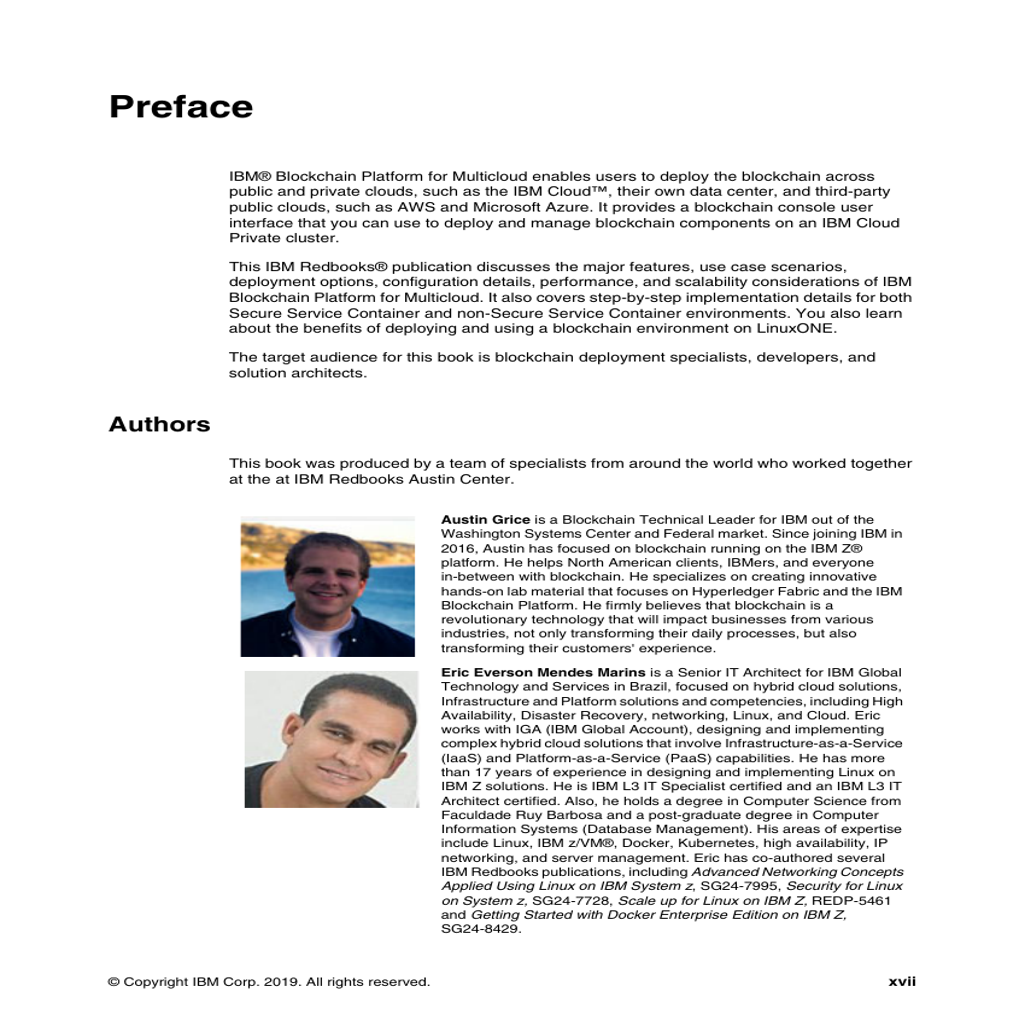 Preface
IBM® Blockchain Platform for Multicloud enables users to deploy the blockchain across
public and private clouds, such as the IBM Cloud™, their own data center, and third-party
public clouds, such as AWS and Microsoft Azure. It provides a blockchain console user
interface that you can use to deploy and manage blockchain components on an IBM Cloud
Private cluster.
This IBM Redbooks® publication discusses the major features, use case scenarios,
deployment options, configuration details, performance, and scalability considerations of IBM
Blockchain Platform for Multicloud. It also covers step-by-step implementation details for both
Secure Service Container and non-Secure Service Container environments. You also learn
about the benefits of deploying and using a blockchain environment on LinuxONE.
The target audience for this book is blockchain deployment specialists, developers, and
solution architects.
Authors
This book was produced by a team of specialists from around the world who worked together
at the at IBM Redbooks Austin Center.
Austin Grice is a Blockchain Technical Leader for IBM out of the
Washington Systems Center and Federal market. Since joining IBM in
2016, Austin has focused on blockchain running on the IBM Z®
platform. He helps North American clients, IBMers, and everyone
in-between with blockchain. He specializes on creating innovative
hands-on lab material that focuses on Hyperledger Fabric and the IBM
Blockchain Platform. He firmly believes that blockchain is a
revolutionary technology that will impact businesses from various
industries, not only transforming their daily processes, but also
transforming their customers' experience.
Eric Everson Mendes Marins is a Senior IT Architect for IBM Global
Technology and Services in Brazil, focused on hybrid cloud solutions,
Infrastructure and Platform solutions and competencies, including High
Availability, Disaster Recovery, networking, Linux, and Cloud. Eric
works with IGA (IBM Global Account), designing and implementing
complex hybrid cloud solutions that involve Infrastructure-as-a-Service
(IaaS) and Platform-as-a-Service (PaaS) capabilities. He has more
than 17 years of experience in designing and implementing Linux on
IBM Z solutions. He is IBM L3 IT Specialist certified and an IBM L3 IT
Architect certified. Also, he holds a degree in Computer Science from
Faculdade Ruy Barbosa and a post-graduate degree in Computer
Information Systems (Database Management). His areas of expertise
include Linux, IBM z/VM®, Docker, Kubernetes, high availability, IP
networking, and server management. Eric has co-authored several
IBM Redbooks publications, including Advanced Networking Concepts
Applied Using Linux on IBM System z, SG24-7995, Security for Linux
on System z, SG24-7728, Scale up for Linux on IBM Z, REDP-5461
and Getting Started with Docker Enterprise Edition on IBM Z,
SG24-8429.
© Copyright IBM Corp. 2019. All rights reserved.
xvii